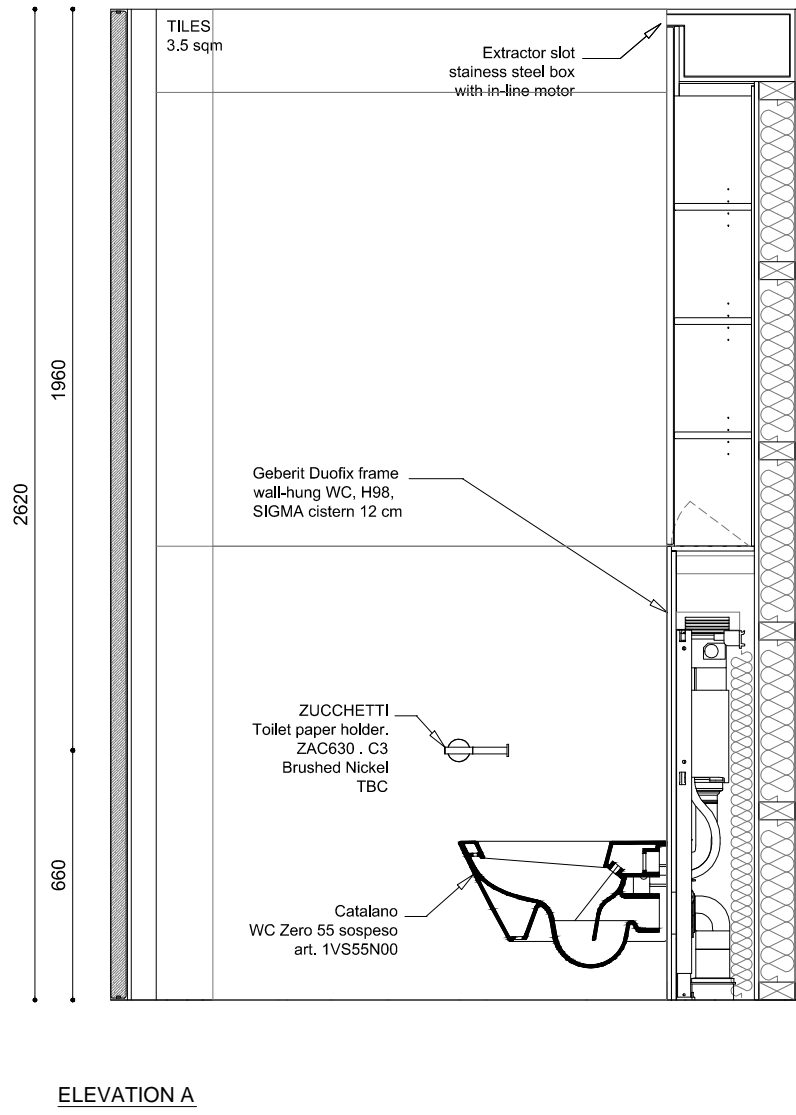 TILES
3.5 sqm
Extractor slot
stainess steel box
with in-line motor
1960
2620
Geberit Duofix frame
wall-hung WC, H98,
SIGMA cistern 12 cm
ZUCCHETTI
Toilet paper holder.
ZAC630 . C3
Brushed Nickel
TBC
660
Catalano
WC Zero 55 sospeso
art. 1VS55N00
ELEVATION A